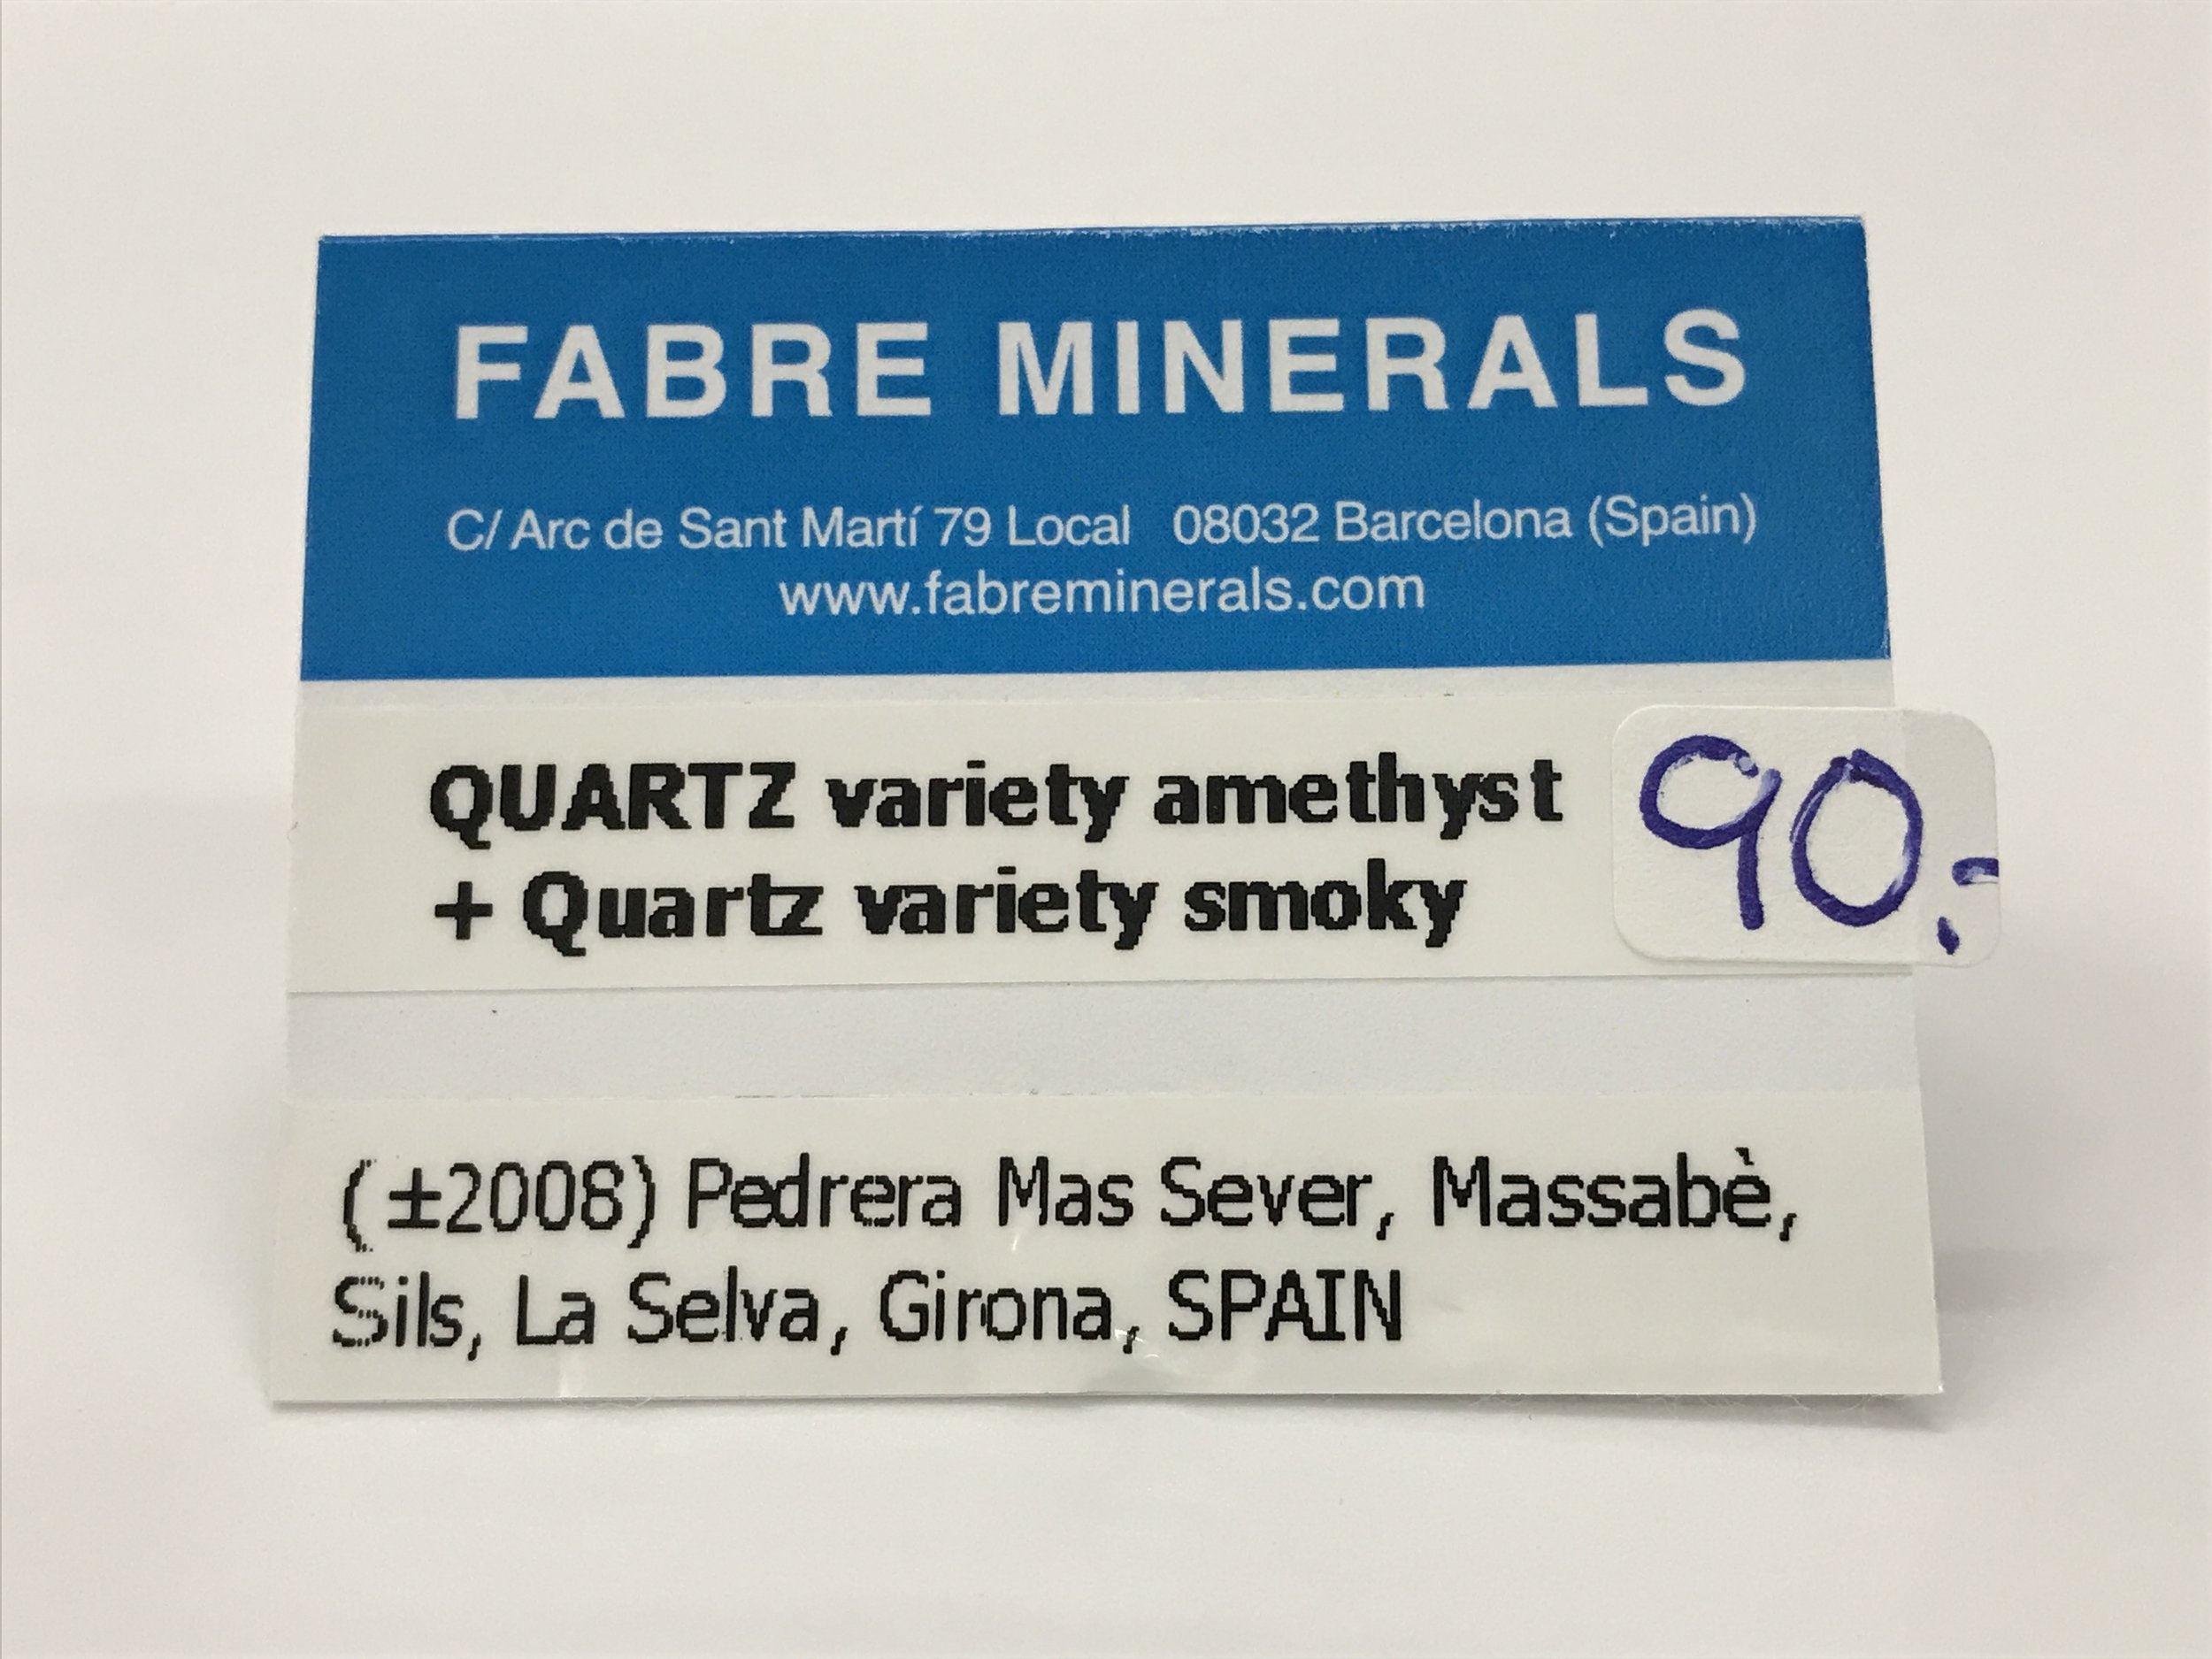 FABRE MINERALS
C/ Arc de Sant Martí 79 Local 08032 Barcelona (Spain)
www.fabreminerals.com
QUARTZ variety amethyst
+ Quartz variety smoky
90.-
(±2008) Pedrera Mas Sever, Massabè,
Sils, La Selva, Girona, SPAIN